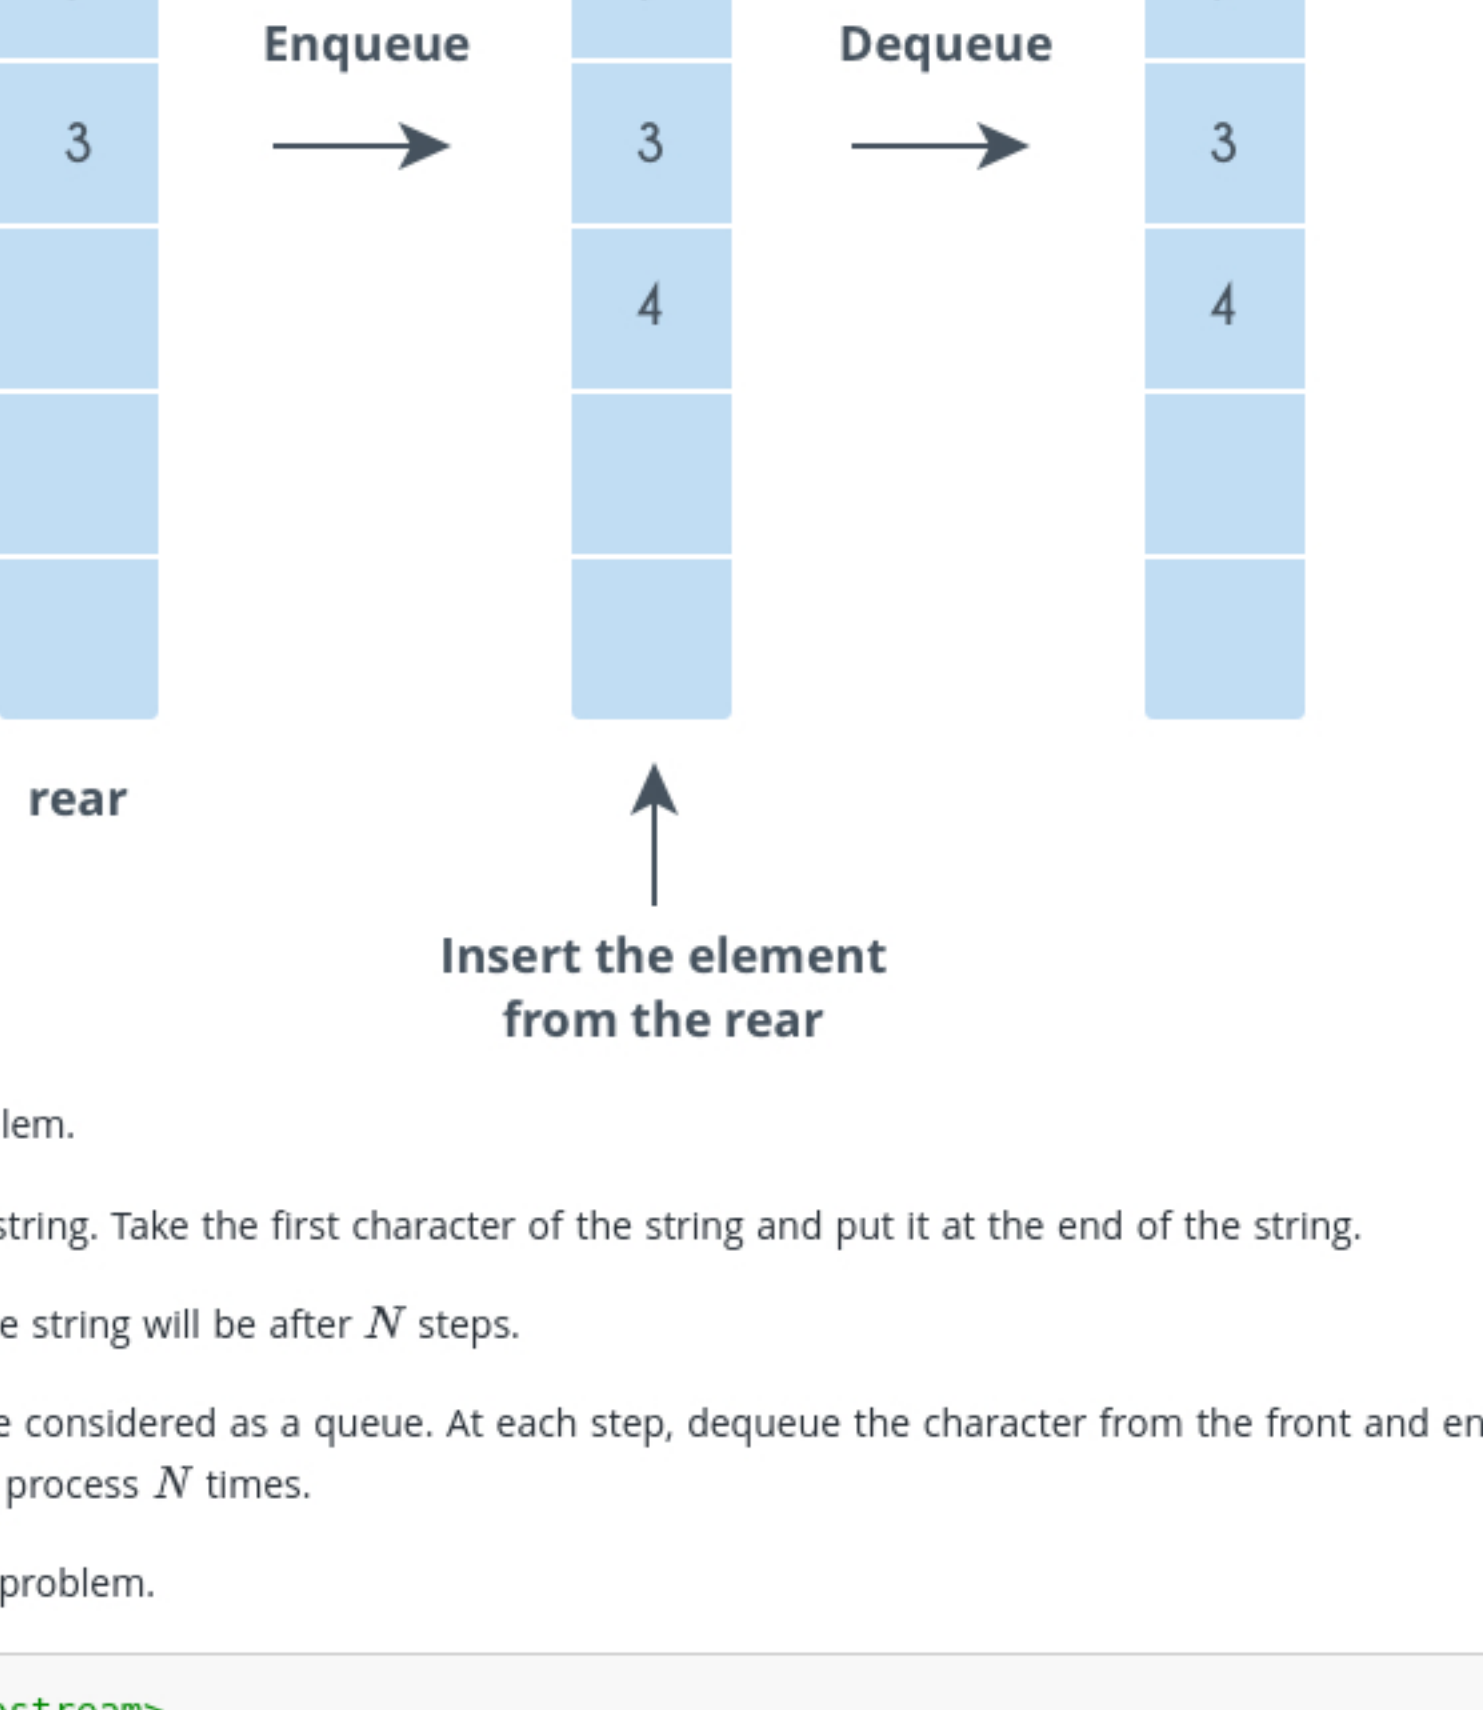 Enqueue
Dequeue
3
3
3
4
4
rear
Insert the element
from the rear
lem.
string. Take the first character of the string and put it at the end of the string.
e string will be after N steps.
e considered as a queue. At each step, dequeue the character from the front and en
process N times.
problem.
stream>